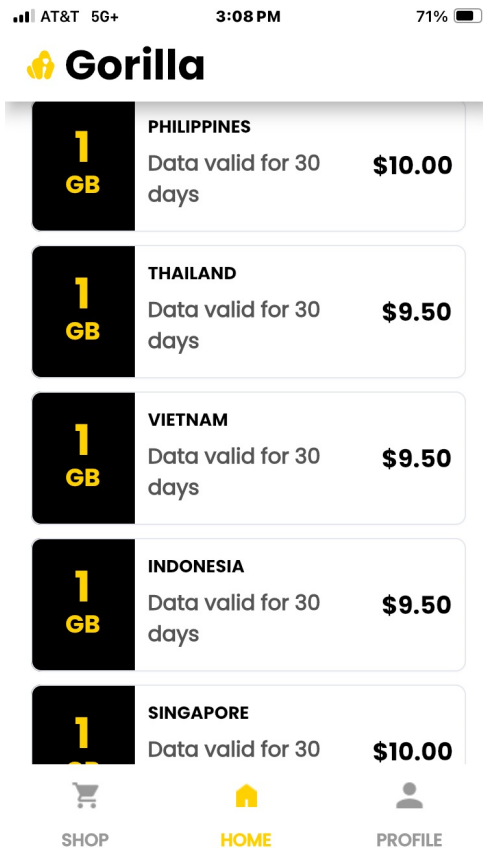 AT&T 5G+ 3:08 PM 71%
Gorilla
1
GB
PHILIPPINES
Data valid for 30
days
$10.00
1
GB
THAILAND
Data valid for 30
days
$9.50
1
GB
VIETNAM
Data valid for 30
days
$9.50
1
GB
INDONESIA
Data valid for 30
days
$9.50
1
SINGAPORE
Data valid for 30
$10.00
SHOP HOME PROFILE